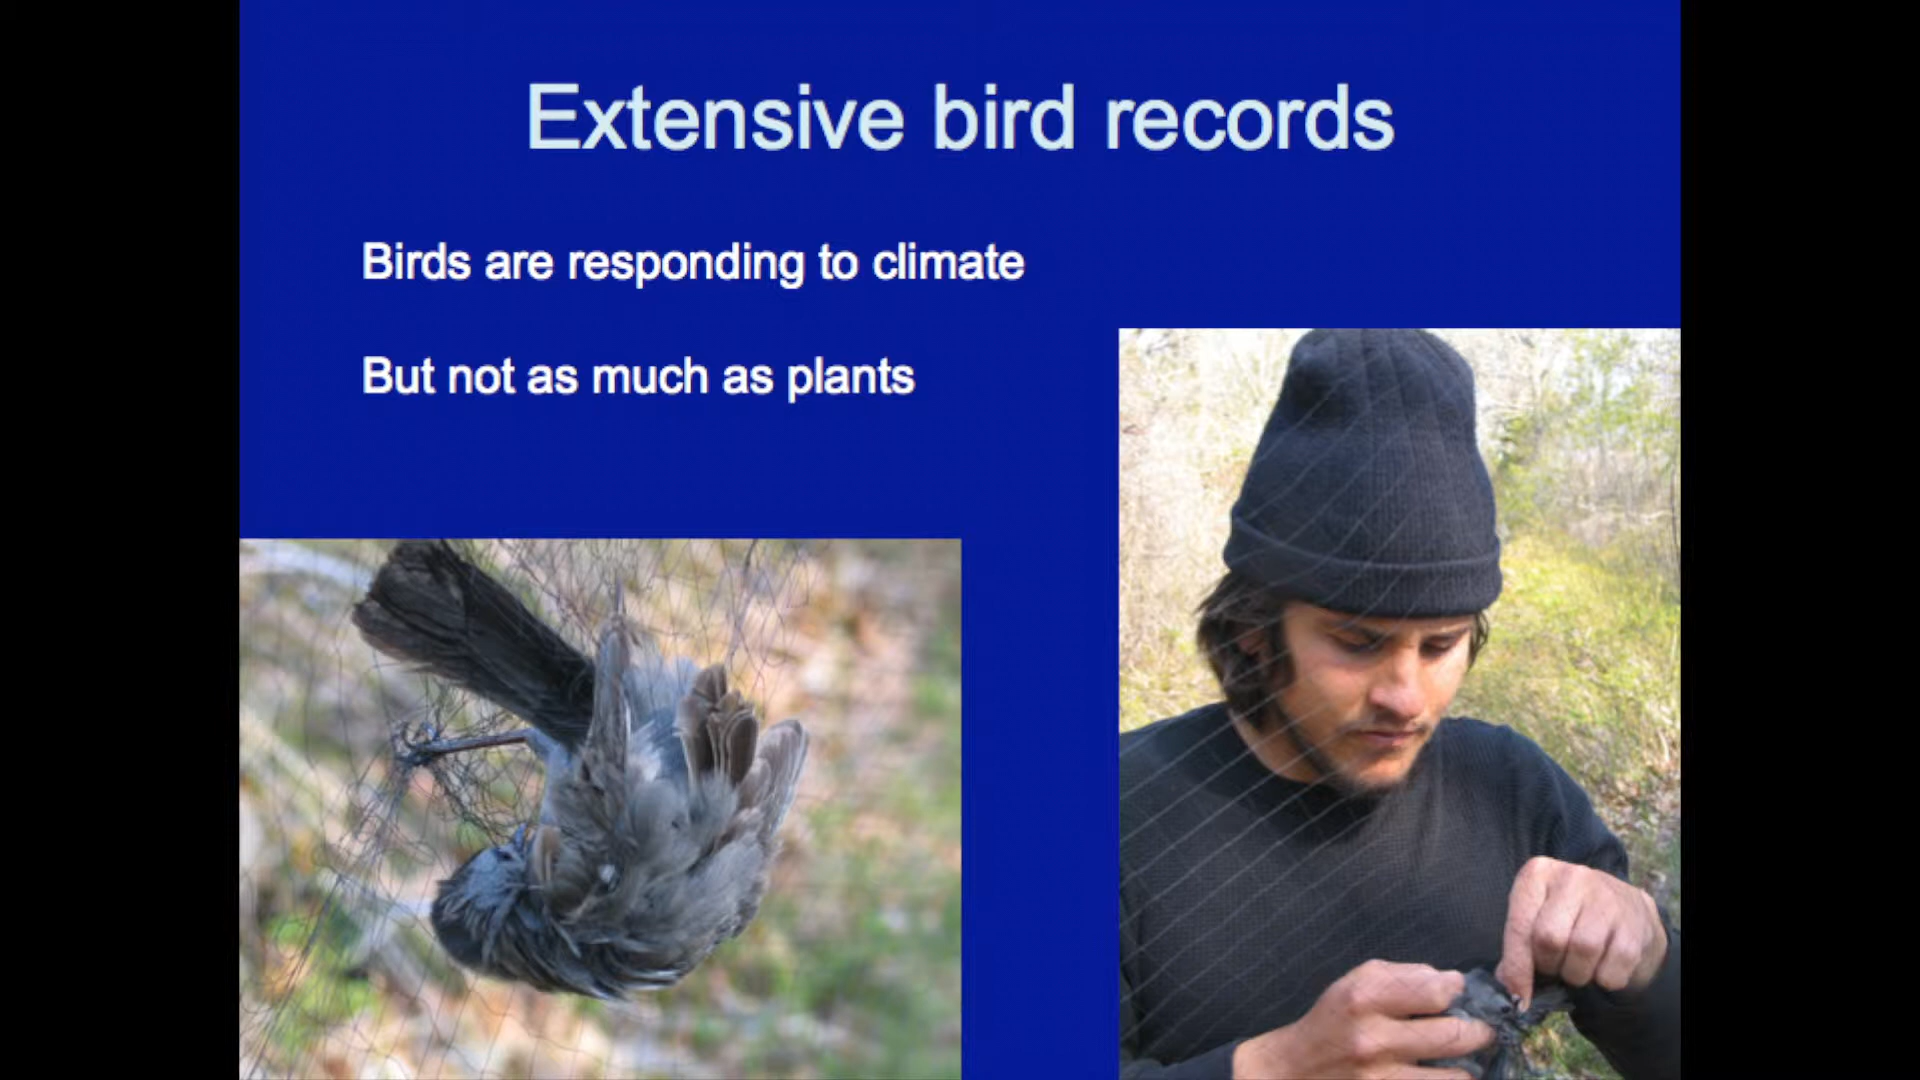 Extensive bird records
Birds are responding to climate
But not as much as plants